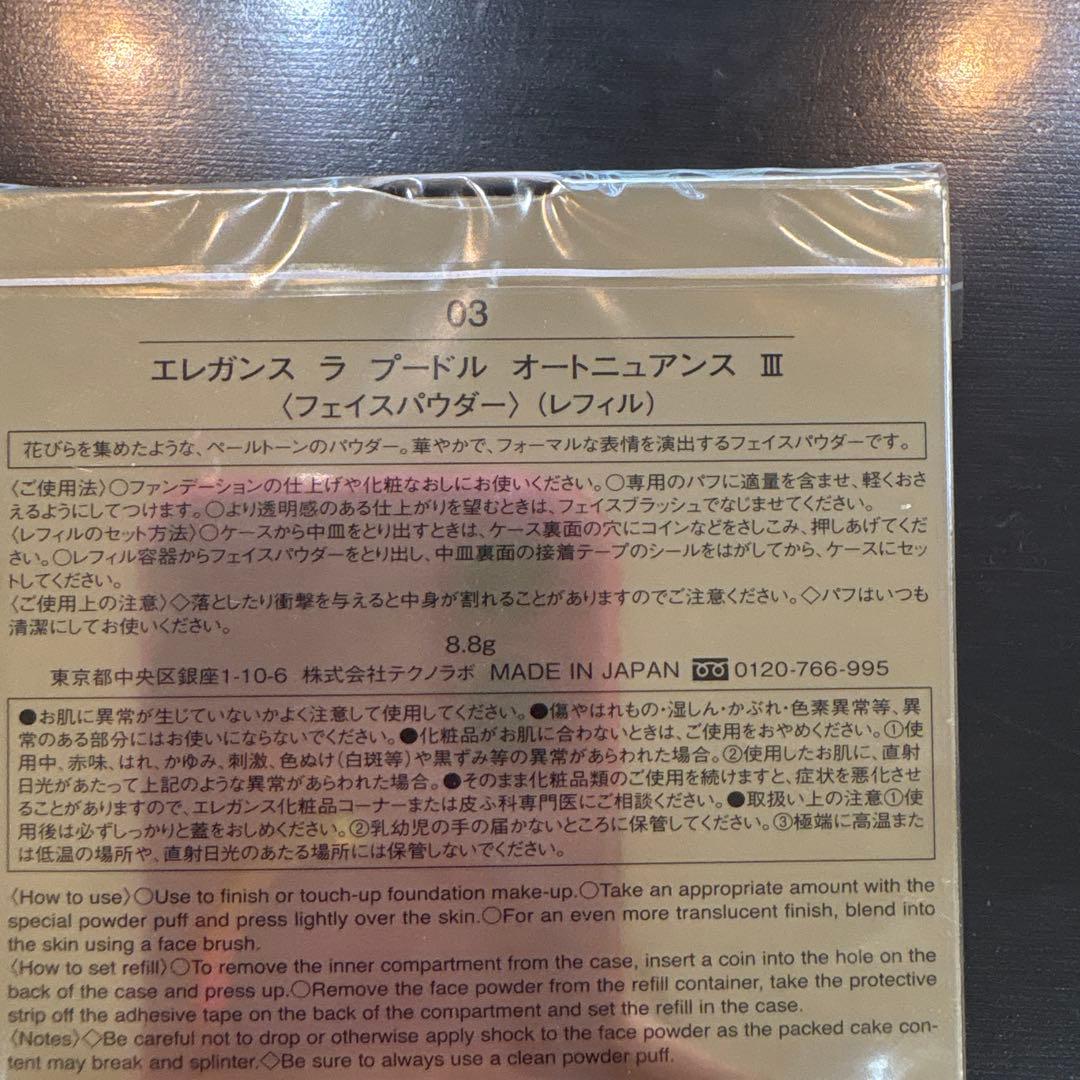 03
エレガンス ラ プードル オートニュアンス Ⅲ
〈フェイスパウダー〉(レフィル)
花びらを集めたような、ペールトーンのパウダー。華やかで、フォーマルな表情を演出するフェイスパウダーです。
〈ご使用法〉○ファンデーションの仕上げや化粧なおしにお使いください。○専用のパフに適量を含ませ、軽くおさ
えるようにしてつけます。○より透明感のある仕上がりを望むときは、フェイスブラッシュでなじませてください。
〈レフィルのセット方法〉○ケースから中皿をとり出すときは、ケース裏面の穴にコインなどをさしこみ、押しあげてくだ
さい。○レフィル容器からフェイスパウダーをとり出し、中皿裏面の接着テープのシールをはがしてから、ケースにセッ
トしてください。
〈ご使用上の注意〉◇落としたり衝撃を与えると中身が割れることがありますのでご注意ください。◇パフはいつも
清潔にしてお使いください。
8.8g
東京都中央区銀座1-10-6 株式会社テクノラボ MADE IN JAPAN 0120-766-995
●お肌に異常が生じていないかよく注意して使用してください。●傷やはれもの・湿しん・かぶれ・色素異常等、異
常のある部分にはお使いにならないでください。●化粧品がお肌に合わないときは、ご使用をおやめください。①使
用中、赤味、はれ、かゆみ、刺激、色ぬけ(白斑等)や黒ずみ等の異常があらわれた場合。②使用したお肌に、直射
日光があたって上記のような異常があらわれた場合。●そのまま化粧品類のご使用を続けますと、症状を悪化させ
ることがありますので、エレガンス化粧品コーナーまたは皮ふ科専門医にご相談ください。●取扱い上の注意①使
用後は必ずしっかりと蓋をおしめください。②乳幼児の手の届かないところに保管してください。③極端に高温また
は低温の場所や、直射日光のあたる場所には保管しないでください。
〈How to use〉○Use to finish or touch-up foundation make-up.○Take an appropriate amount with the
special powder puff and press lightly over the skin.○For an even more translucent finish, blend into
the skin using a face brush.
〈How to set refill〉○To remove the inner compartment from the case, insert a coin into the hole on the
back of the case and press up.○Remove the face powder from the refill container, take the protective
strip off the adhesive tape on the back of the compartment and set the refill in the case.
〈Notes〉◇Be careful not to drop or otherwise apply shock to the face powder as the packed cake con-
tent may break and splinter.◇Be sure to always use a clean powder puff.